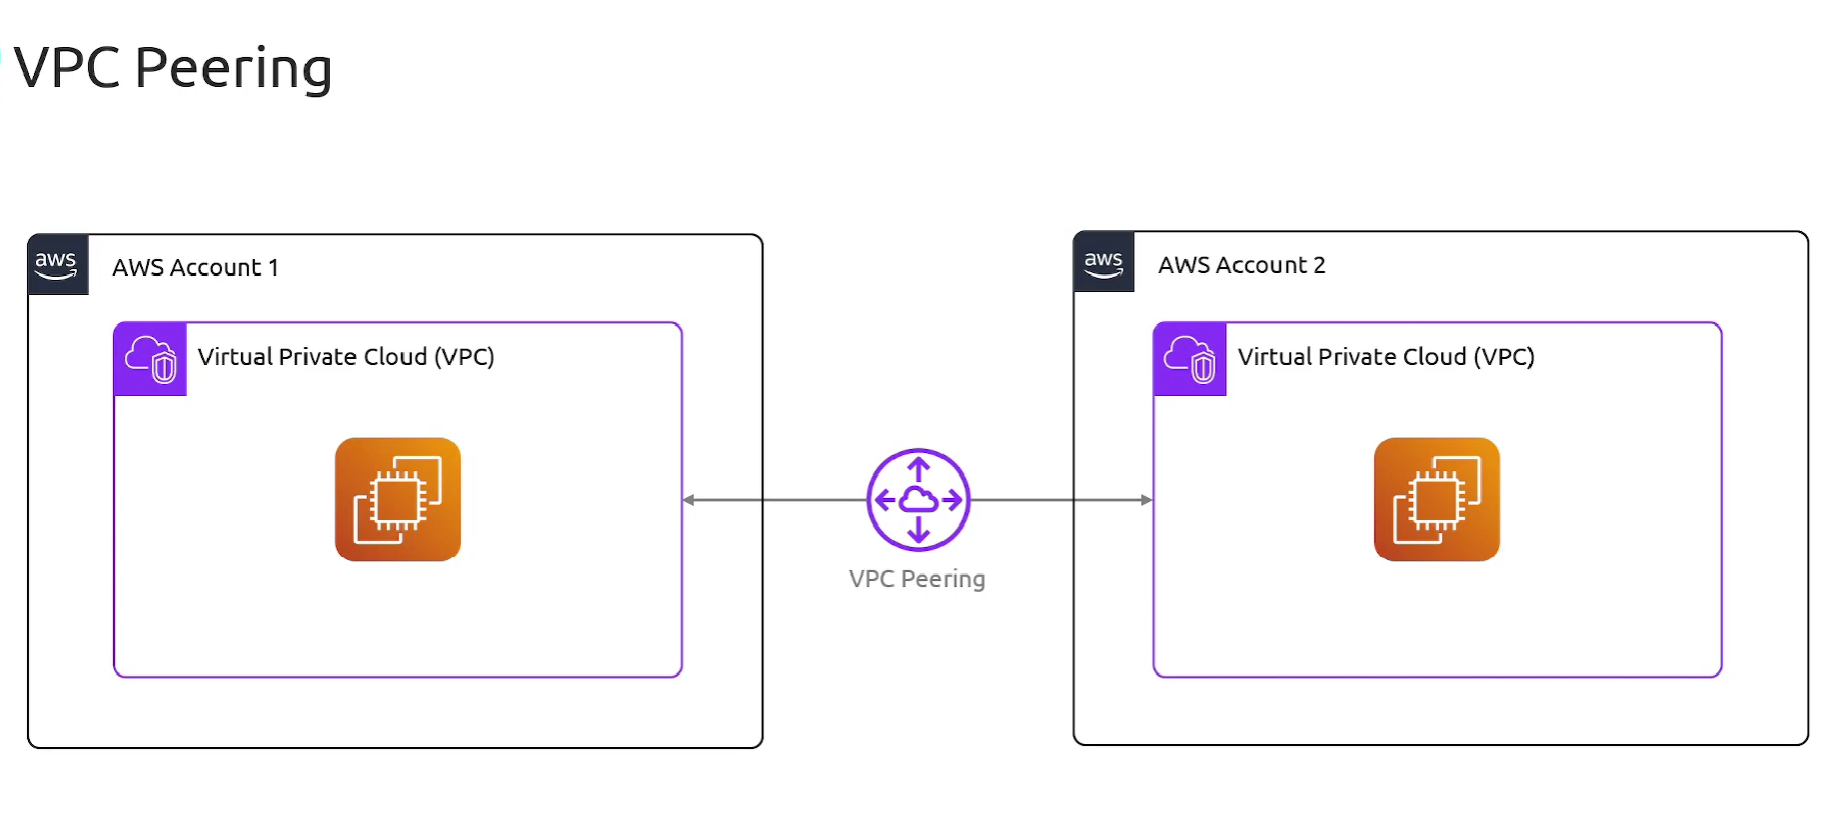 VPC Peering
aws
AWS Account 1
aws
AWS Account 2
Virtual Private Cloud (VPC)
Virtual Private Cloud (VPC)
VPC Peering